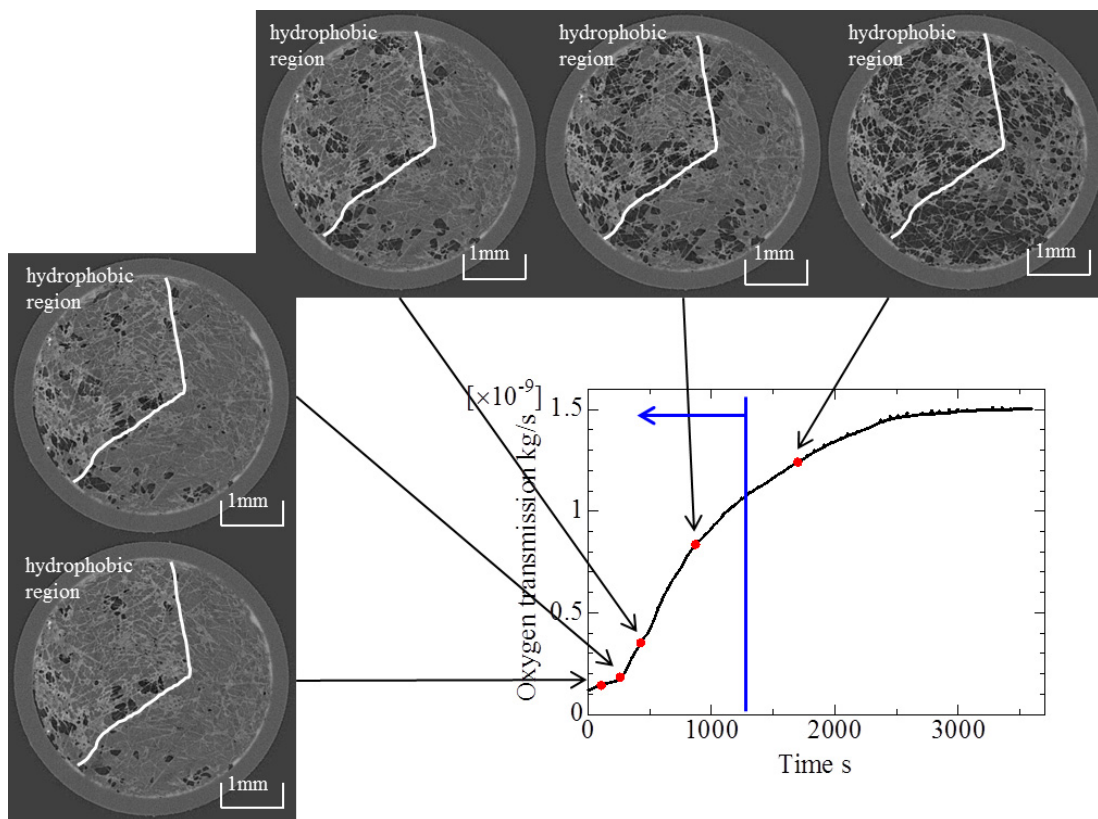 hydrophobic
region
1mm
hydrophobic
region
1mm
hydrophobic
region
1mm
hydrophobic
region
1mm
hydrophobic
region
1mm
[×10⁻⁹]
Oxygen transmission kg/s
1.5
1
0.5
0
0 1000 2000 3000
Time s